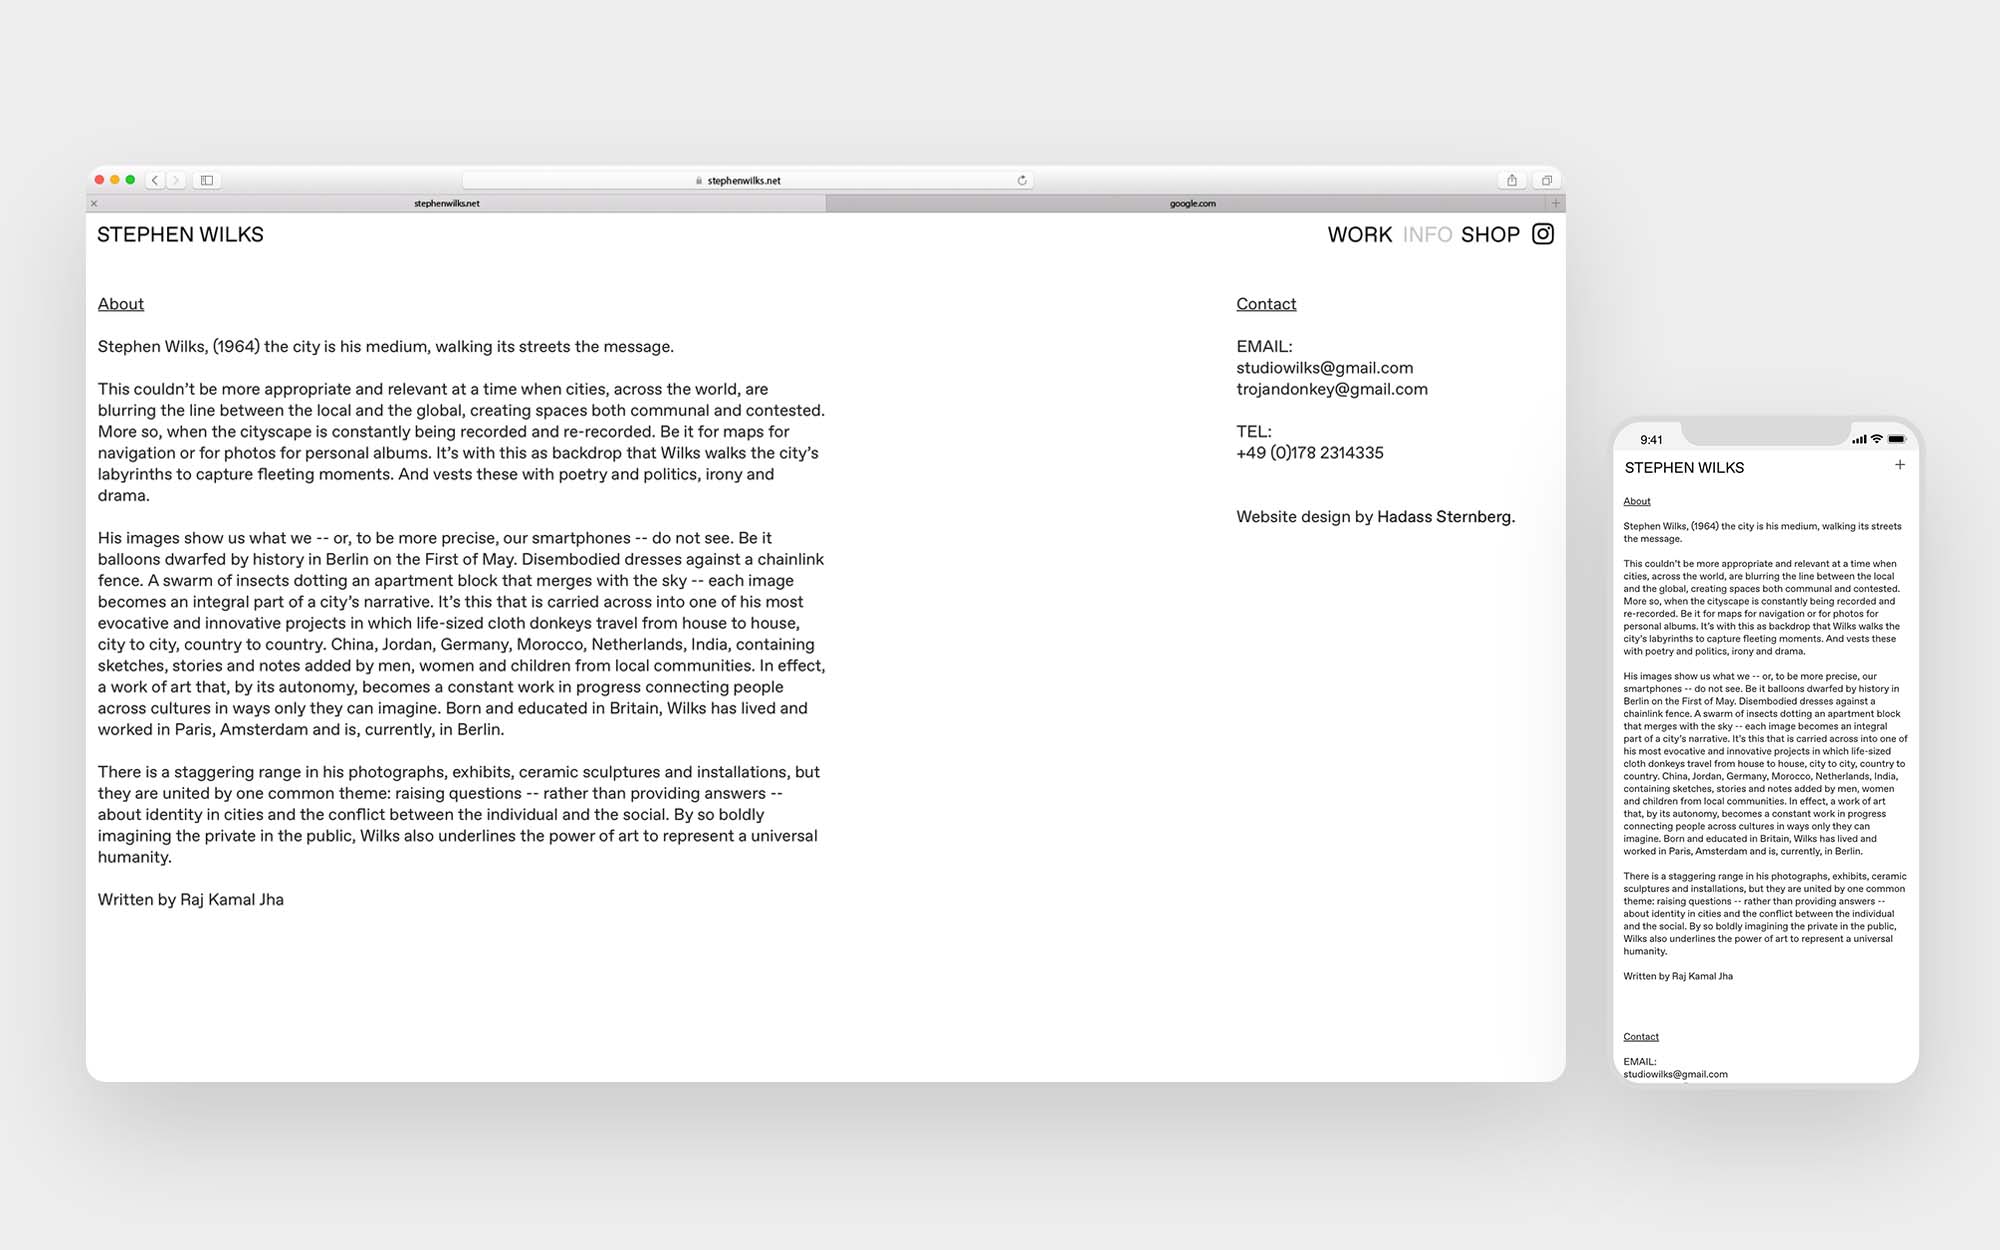 stephenwilks.net
stephenwilks.net
google.com
STEPHEN WILKS
WORK INFO SHOP
About
Stephen Wilks, (1964) the city is his medium, walking its streets the message.
This couldn’t be more appropriate and relevant at a time when cities, across the world, are
blurring the line between the local and the global, creating spaces both communal and contested.
More so, when the cityscape is constantly being recorded and re-recorded. Be it for maps for
navigation or for photos for personal albums. It’s with this as backdrop that Wilks walks the city’s
labyrinths to capture fleeting moments. And vests these with poetry and politics, irony and
drama.
His images show us what we -- or, to be more precise, our smartphones -- do not see. Be it
balloons dwarfed by history in Berlin on the First of May. Disembodied dresses against a chainlink
fence. A swarm of insects dotting an apartment block that merges with the sky -- each image
becomes an integral part of a city’s narrative. It’s this that is carried across into one of his most
evocative and innovative projects in which life-sized cloth donkeys travel from house to house,
city to city, country to country. China, Jordan, Germany, Morocco, Netherlands, India, containing
sketches, stories and notes added by men, women and children from local communities. In effect,
a work of art that, by its autonomy, becomes a constant work in progress connecting people
across cultures in ways only they can imagine. Born and educated in Britain, Wilks has lived and
worked in Paris, Amsterdam and is, currently, in Berlin.
There is a staggering range in his photographs, exhibits, ceramic sculptures and installations, but
they are united by one common theme: raising questions -- rather than providing answers --
about identity in cities and the conflict between the individual and the social. By so boldly
imagining the private in the public, Wilks also underlines the power of art to represent a universal
humanity.
Written by Raj Kamal Jha
Contact
EMAIL:
studiowilks@gmail.com
trojandonkey@gmail.com
TEL:
+49 (0)178 2314335
Website design by Hadass Sternberg.
9:41
STEPHEN WILKS
About
Stephen Wilks, (1964) the city is his medium, walking its streets
the message.
This couldn’t be more appropriate and relevant at a time when
cities, across the world, are blurring the line between the local
and the global, creating spaces both communal and contested.
More so, when the cityscape is constantly being recorded and
re-recorded. Be it for maps for navigation or for photos for
personal albums. It’s with this as backdrop that Wilks walks the
city’s labyrinths to capture fleeting moments. And vests these
with poetry and politics, irony and drama.
His images show us what we -- or, to be more precise, our
smartphones -- do not see. Be it balloons dwarfed by history in
Berlin on the First of May. Disembodied dresses against a
chainlink fence. A swarm of insects dotting an apartment block
that merges with the sky -- each image becomes an integral
part of a city’s narrative. It’s this that is carried across into one of
his most evocative and innovative projects in which life-sized
cloth donkeys travel from house to house, city to city, country to
country. China, Jordan, Germany, Morocco, Netherlands, India,
containing sketches, stories and notes added by men, women
and children from local communities. In effect, a work of art
that, by its autonomy, becomes a constant work in progress
connecting people across cultures in ways only they can
imagine. Born and educated in Britain, Wilks has lived and
worked in Paris, Amsterdam and is, currently, in Berlin.
There is a staggering range in his photographs, exhibits, ceramic
sculptures and installations, but they are united by one common
theme: raising questions -- rather than providing answers --
about identity in cities and the conflict between the individual
and the social. By so boldly imagining the private in the public,
Wilks also underlines the power of art to represent a universal
humanity.
Written by Raj Kamal Jha
Contact
EMAIL:
studiowilks@gmail.com